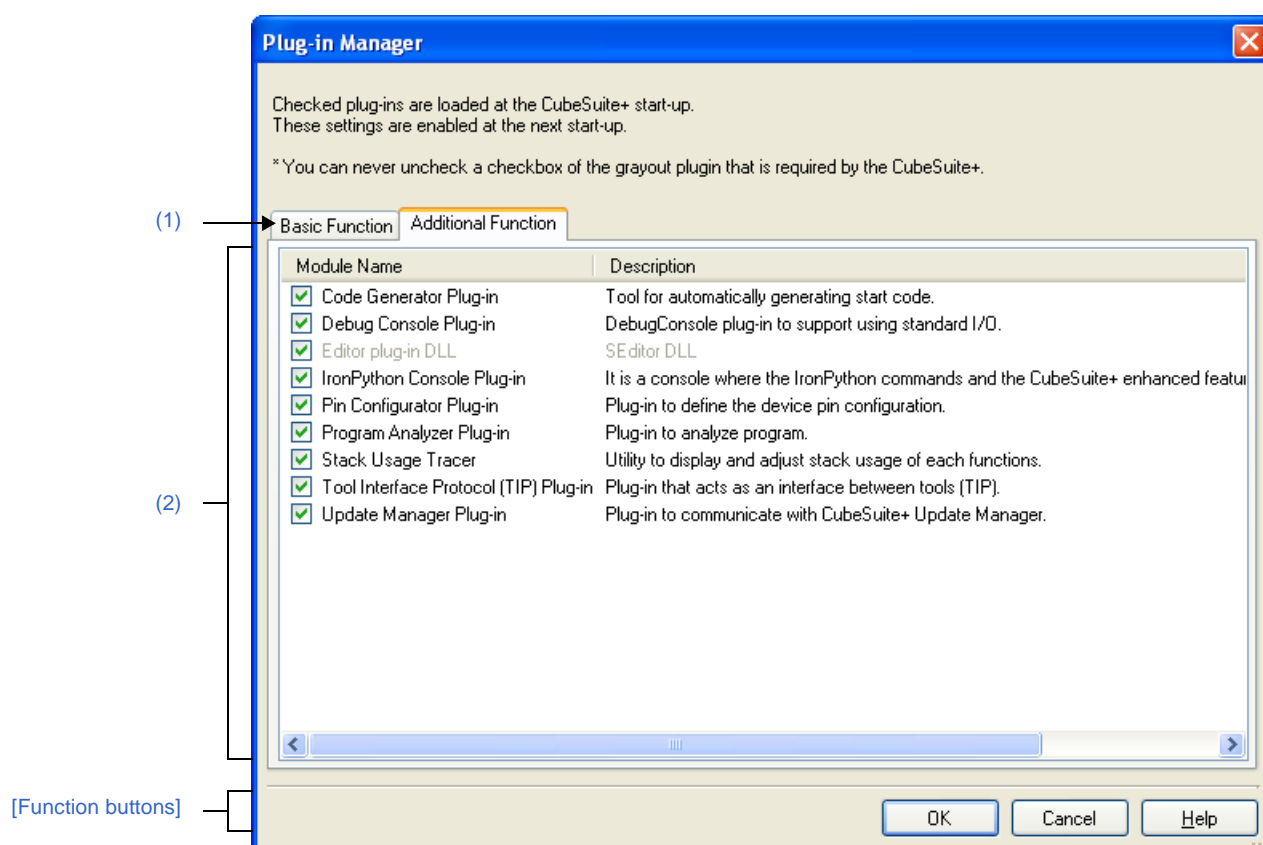 Plug-in Manager
Checked plug-ins are loaded at the CubeSuite+ start-up.
These settings are enabled at the next start-up.
* You can never uncheck a checkbox of the grayout plugin that is required by the CubeSuite+.
(1)
Basic Function Additional Function
Module Name Description
Code Generator Plug-in Tool for automatically generating start code.
Debug Console Plug-in DebugConsole plug-in to support using standard I/O.
Editor plug-in DLL SEditor DLL
IronPython Console Plug-in It is a console where the IronPython commands and the CubeSuite+ enhanced featur
Pin Configurator Plug-in Plug-in to define the device pin configuration.
Program Analyzer Plug-in Plug-in to analyze program.
Stack Usage Tracer Utility to display and adjust stack usage of each functions.
(2)
Tool Interface Protocol (TIP) Plug-in Plug-in that acts as an interface between tools (TIP).
Update Manager Plug-in Plug-in to communicate with CubeSuite+ Update Manager.
[Function buttons]
OK Cancel Help